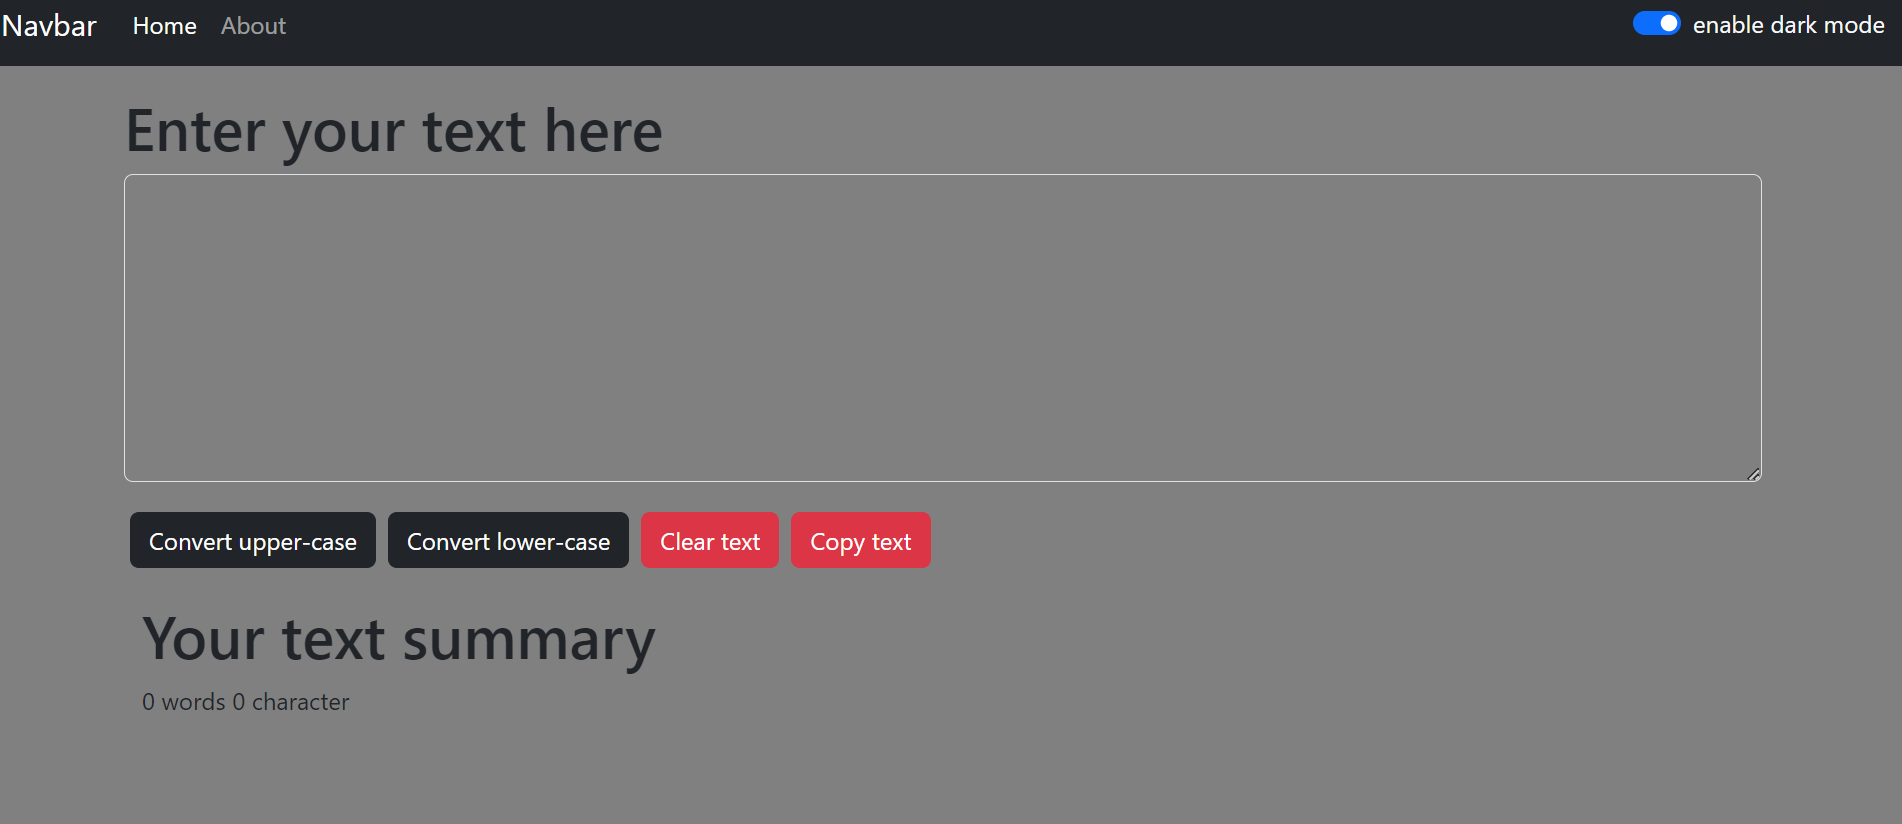 Navbar Home About enable dark mode
Enter your text here
Convert upper-case Convert lower-case Clear text Copy text
Your text summary
0 words 0 character